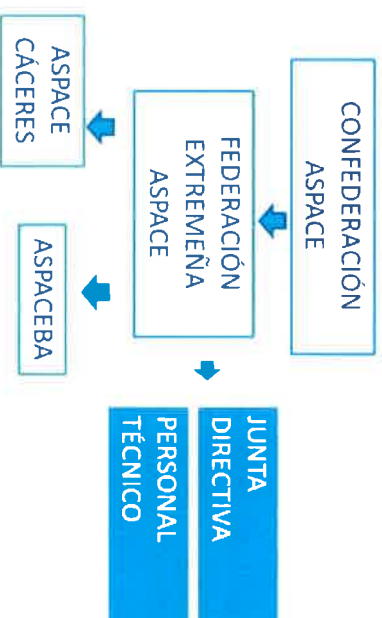 CONFEDERACIÓN
ASPACE
FEDERACIÓN
EXTREMEÑA
ASPACE
JUNTA
DIRECTIVA
PERSONAL
TÉCNICO
ASPACE
CÁCERES
ASPACEBA